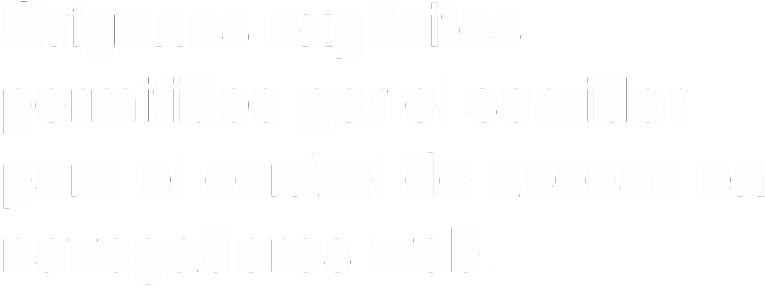 Orígenes explícitos
permitidos por el servidor
para el control de acceso en
navegadores web.